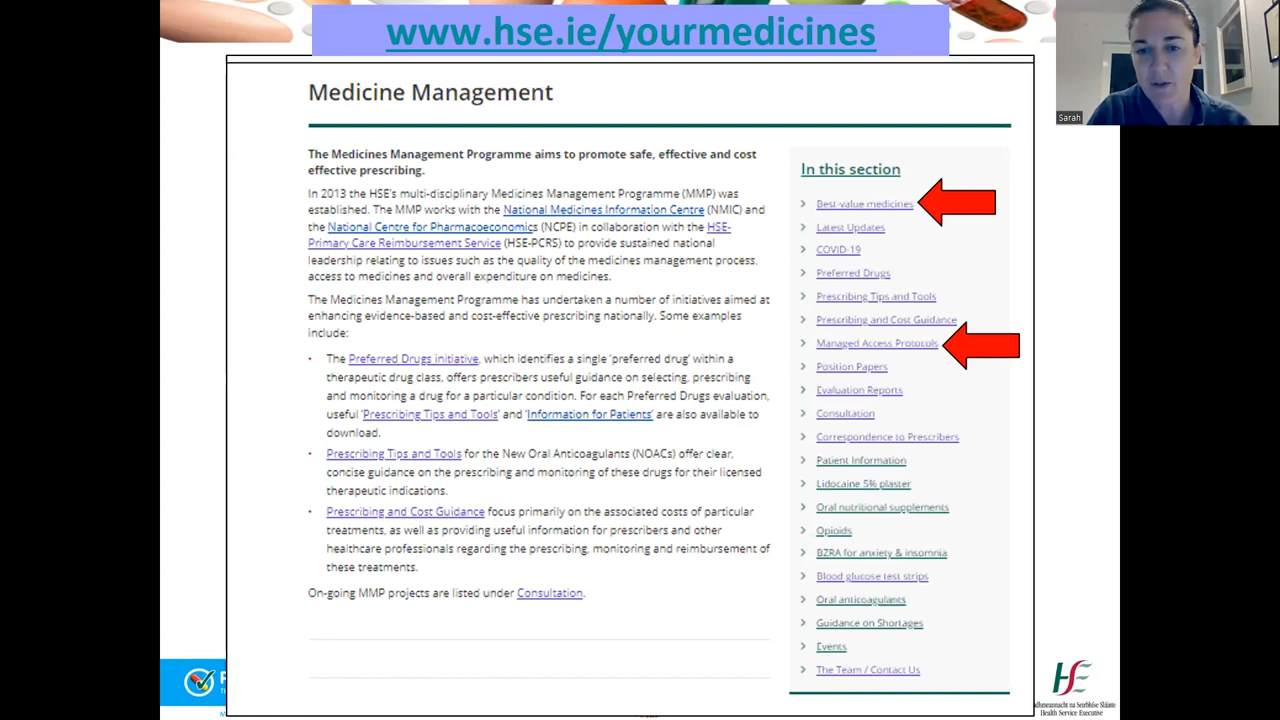 www.hse.ie/yourmedicines
Sarah
Medicine Management
The Medicines Management Programme aims to promote safe, effective and cost
effective prescribing.
In 2013 the HSE's multi-disciplinary Medicines Management Programme (MMP) was
established. The MMP works with the National Medicines Information Centre (NMIC) and
the National Centre for Pharmacoeconomics (NCPE) in collaboration with the HSE-
Primary Care Reimbursement Service (HSE-PCRS) to provide sustained national
leadership relating to issues such as the quality of the medicines management process,
access to medicines and overall expenditure on medicines.
The Medicines Management Programme has undertaken a number of initiatives aimed at
enhancing evidence-based and cost-effective prescribing nationally. Some examples
include:
• The Preferred Drugs initiative, which identifies a single 'preferred drug' within a
therapeutic drug class, offers prescribers useful guidance on selecting, prescribing
and monitoring a drug for a particular condition. For each Preferred Drugs evaluation,
useful 'Prescribing Tips and Tools' and 'Information for Patients' are also available to
download.
• Prescribing Tips and Tools for the New Oral Anticoagulants (NOACs) offer clear,
concise guidance on the prescribing and monitoring of these drugs for their licensed
therapeutic indications.
• Prescribing and Cost Guidance focus primarily on the associated costs of particular
treatments, as well as providing useful information for prescribers and other
healthcare professionals regarding the prescribing, monitoring and reimbursement of
these treatments.
On-going MMP projects are listed under Consultation.
In this section
Best-value medicines
Latest Updates
COVID-19
Preferred Drugs
Prescribing Tips and Tools
Prescribing and Cost Guidance
Managed Access Protocols
Position Papers
Evaluation Reports
Consultation
Correspondence to Prescribers
Patient Information
Lidocaine 5% plaster
Oral nutritional supplements
Opioids
BZRA for anxiety & insomnia
Blood glucose test strips
Oral anticoagulants
Guidance on Shortages
Events
The Team / Contact Us
na Seirbhíse Sláinte
Health Service Executive